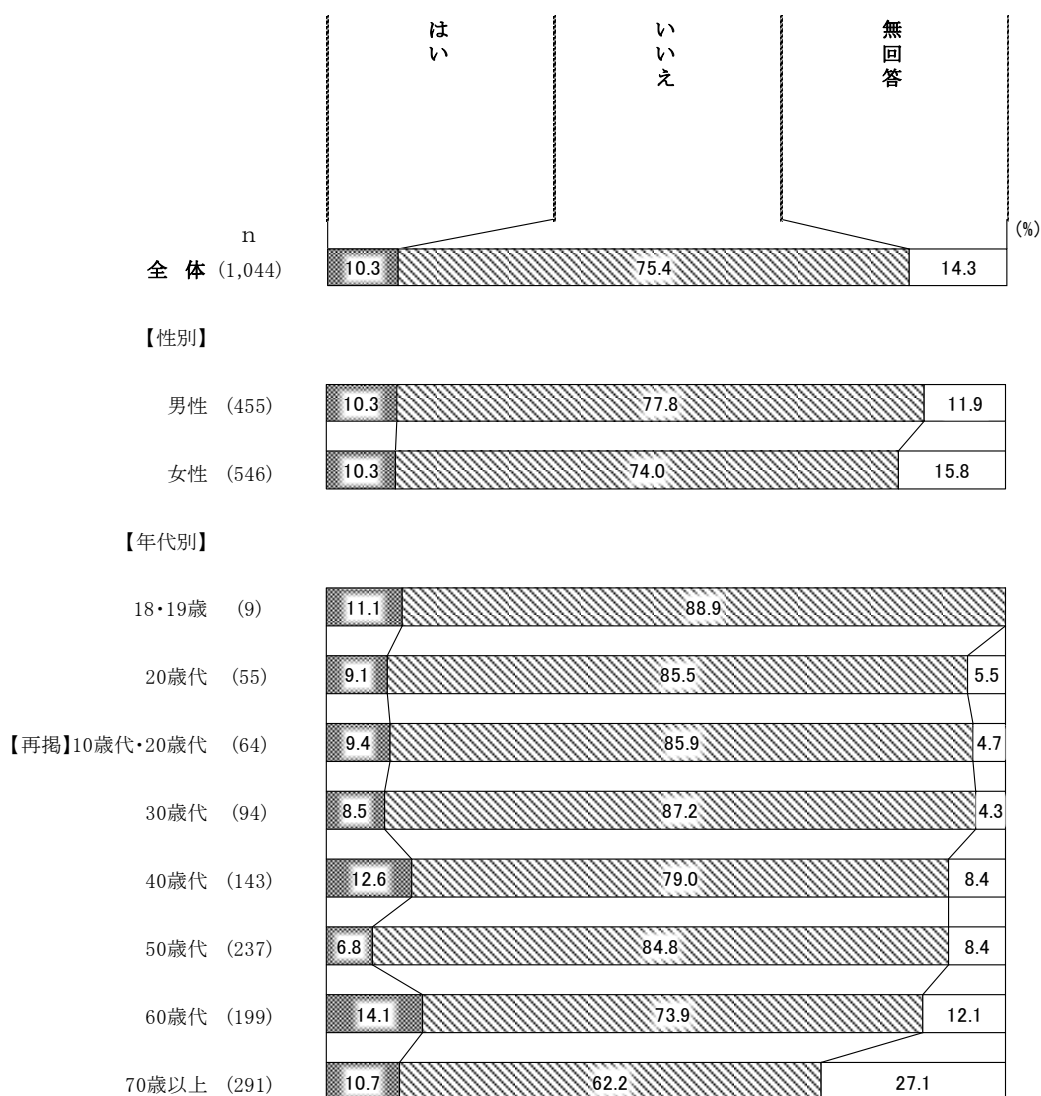 はい
いいえ
無回答
(%)
n
全 体 (1,044) 10.3 75.4 14.3
【性別】
男性 (455) 10.3 77.8 11.9
女性 (546) 10.3 74.0 15.8
【年代別】
18・19歳 (9) 11.1 88.9
20歳代 (55) 9.1 85.5 5.5
【再掲】10歳代・20歳代 (64) 9.4 85.9 4.7
30歳代 (94) 8.5 87.2 4.3
40歳代 (143) 12.6 79.0 8.4
50歳代 (237) 6.8 84.8 8.4
60歳代 (199) 14.1 73.9 12.1
70歳以上 (291) 10.7 62.2 27.1